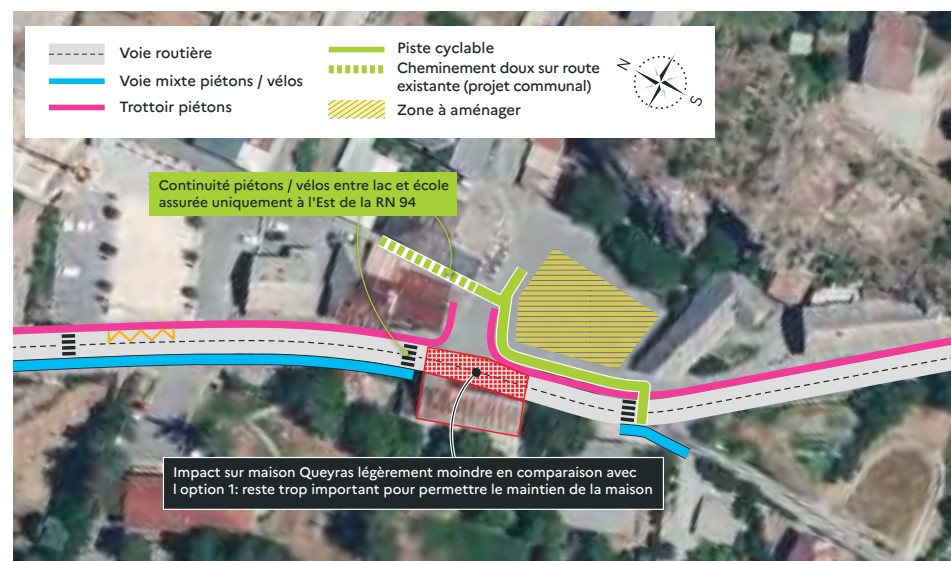 Voie routière
Voie mixte piétons / vélos
Trottoir piétons
Piste cyclable
Cheminement doux sur route
existante (projet communal)
Zone à aménager
N
S
Continuité piétons / vélos entre lac et école
assurée uniquement à l'Est de la RN 94
Impact sur maison Queyras légèrement moindre en comparaison avec
l option 1: reste trop important pour permettre le maintien de la maison